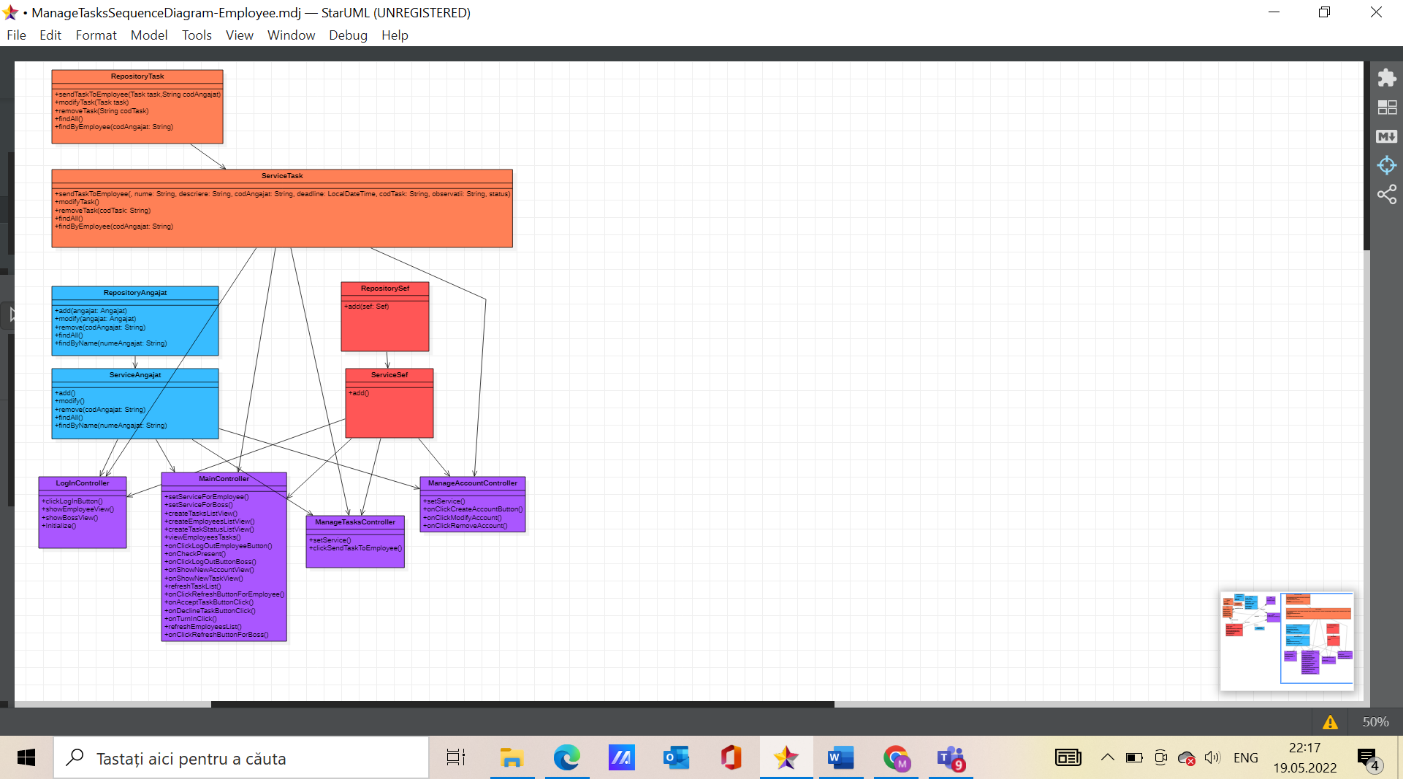 • ManageTasksSequenceDiagram-Employee.mdj — StarUML (UNREGISTERED)
File Edit Format Model Tools View Window Debug Help
RepositoryTask
+sendTaskToEmployee(Task task,String codAngajat)
+modifyTask(Task task)
+removeTask(String codTask)
+findAll()
+findByEmployee(codAngajat: String)
ServiceTask
+sendTaskToEmployee(, nume: String, descriere: String, codAngajat: String, deadline: LocalDateTime, codTask: String, observatii: String, status)
+modifyTask()
+removeTask(codTask: String)
+findAll()
+findByEmployee(codAngajat: String)
RepositoryAngajat
+add(angajat: Angajat)
+modify(angajat: Angajat)
+remove(codAngajat: String)
+findAll()
+findByName(numeAngajat: String)
RepositorySef
+add(sef: Sef)
ServiceAngajat
+add()
+modify()
+remove(codAngajat: String)
+findAll()
+findByName(numeAngajat: String)
ServiceSef
+add()
LogInController
+clickLogInButton()
+showEmployeeView()
+showBossView()
+initialize()
MainController
+setServiceForEmployee()
+setServiceForBoss()
+createTasksListView()
+createEmployeesListView()
+createTaskStatusListView()
+viewEmployeesTasks()
+onClickLogOutEmployeeButton()
+onCheckPresent()
+onClickLogOutButtonBoss()
+onShowNewAccountView()
+onShowNewTaskView()
+refreshTaskList()
+onClickRefreshButtonForEmployee()
+onAcceptTaskButtonClick()
+onDeclineTaskButtonClick()
+onTurnInClick()
+refreshEmployeesList()
+onClickRefreshButtonForBoss()
ManageTasksController
+setService()
+clickSendTaskToEmployee()
ManageAccountController
+setService()
+onClickCreateAccountButton()
+onClickModifyAccount()
+onClickRemoveAccount()
50%
Tastați aici pentru a căuta
ENG
22:17
19.05.2022
M
9
4